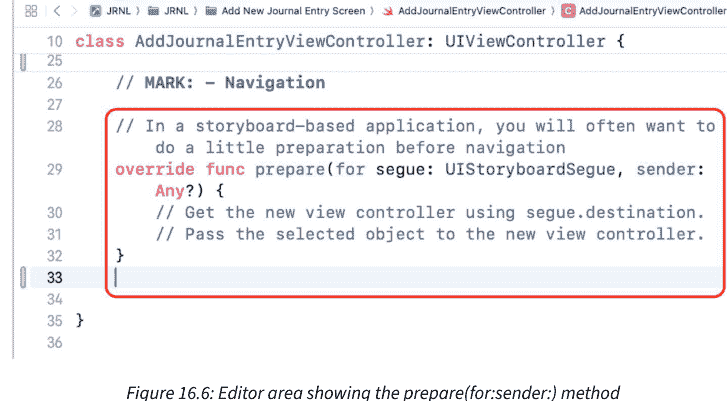 JRNL 〉 JRNL 〉 Add New Journal Entry Screen 〉 AddJournalEntryViewController 〉 C AddJournalEntryViewController
10 class AddJournalEntryViewController: UIViewController {
25
26 // MARK: - Navigation
27
28 // In a storyboard-based application, you will often want to
do a little preparation before navigation
29 override func prepare(for segue: UIStoryboardSegue, sender:
Any?) {
30 // Get the new view controller using segue.destination.
31 // Pass the selected object to the new view controller.
32 }
33
34
35 }
36
Figure 16.6: Editor area showing the prepare(for:sender:) method